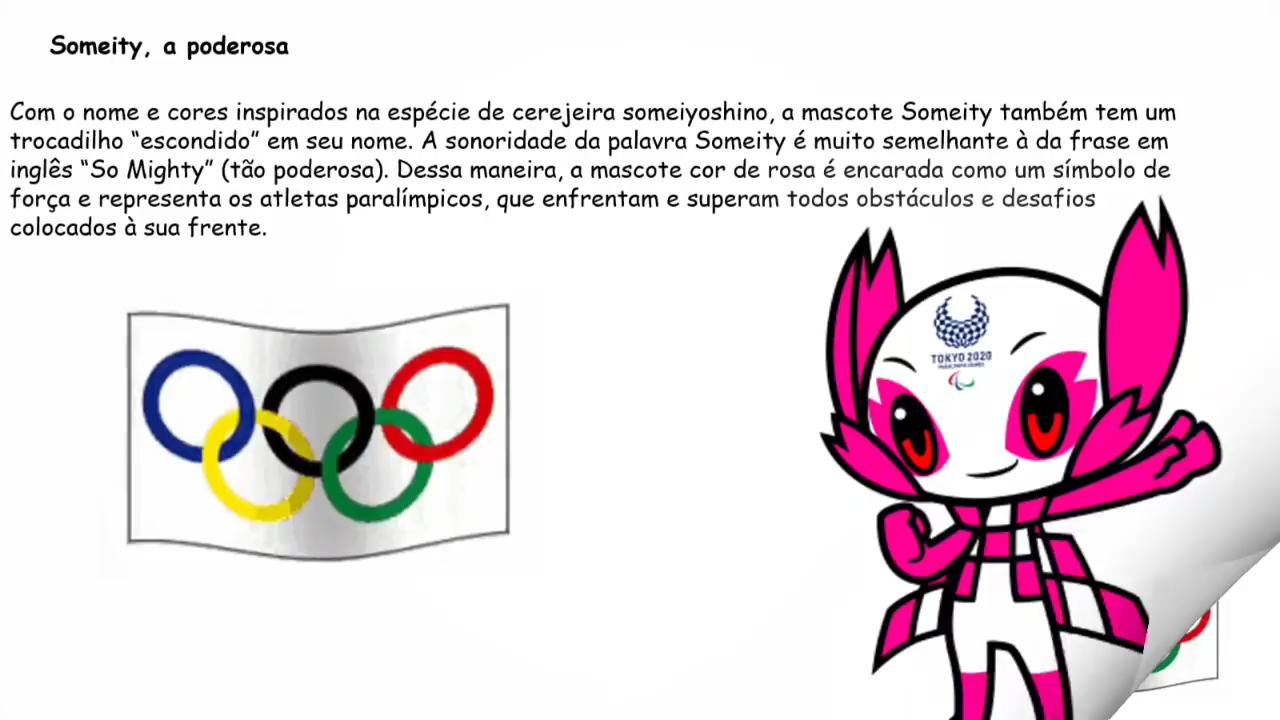 Someity, a poderosa
Com o nome e cores inspirados na espécie de cerejeira someiyoshino, a mascote Someity também tem um
trocadilho “escondido” em seu nome. A sonoridade da palavra Someity é muito semelhante à da frase em
inglês “So Mighty” (tão poderosa). Dessa maneira, a mascote cor de rosa é encarada como um símbolo de
força e representa os atletas paralímpicos, que enfrentam e superam todos obstáculos e desafios
colocados à sua frente.
TOKYO 2020
PARALYMPIC GAMES